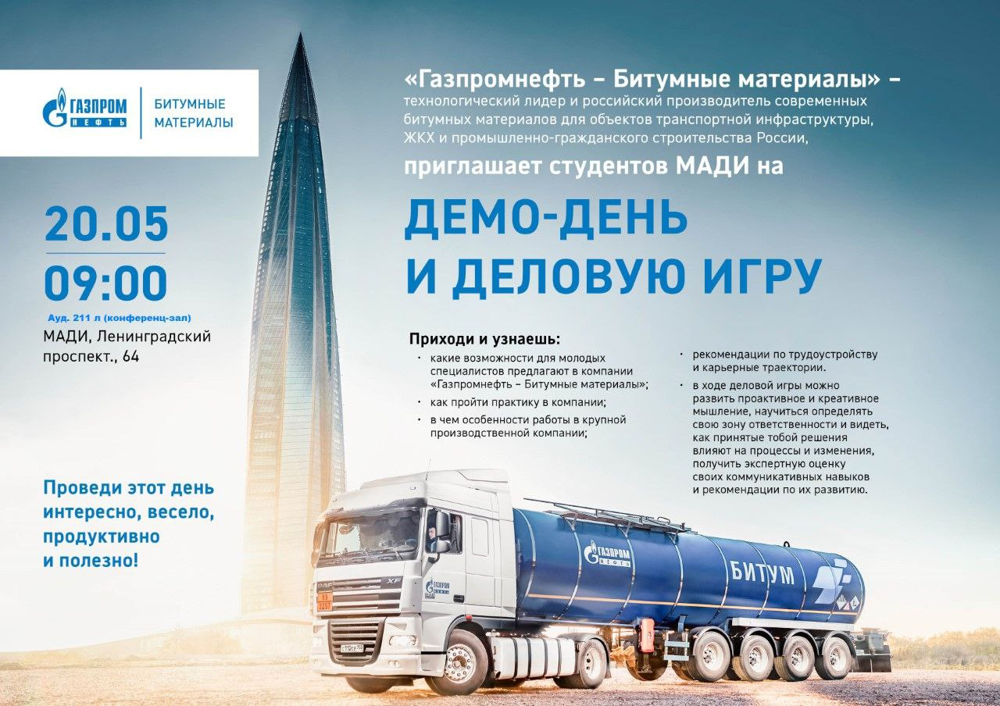 ГАЗПРОМ
НЕФТЬ
БИТУМНЫЕ
МАТЕРИАЛЫ
«Газпромнефть – Битумные материалы» –
технологический лидер и российский производитель современных
битумных материалов для объектов транспортной инфраструктуры,
ЖКХ и промышленно-гражданского строительства России,
приглашает студентов МАДИ на
ДЕМО-ДЕНЬ
И ДЕЛОВУЮ ИГРУ
20.05
09:00
Ауд. 211 л (конференц-зал)
МАДИ, Ленинградский
проспект., 64
Приходи и узнаешь:
· какие возможности для молодых
специалистов предлагают в компании
«Газпромнефть – Битумные материалы»;
· как пройти практику в компании;
· в чем особенности работы в крупной
производственной компании;
· рекомендации по трудоустройству
и карьерные траектории.
· в ходе деловой игры можно
развить проактивное и креативное
мышление, научиться определять
свою зону ответственности и видеть,
как принятые тобой решения
влияют на процессы и изменения,
получить экспертную оценку
своих коммуникативных навыков
и рекомендации по их развитию.
Проведи этот день
интересно, весело,
продуктивно
и полезно!
ГАЗПРОМ
НЕФТЬ
БИТУМ
XF
ГАЗПРОМ
99
3257